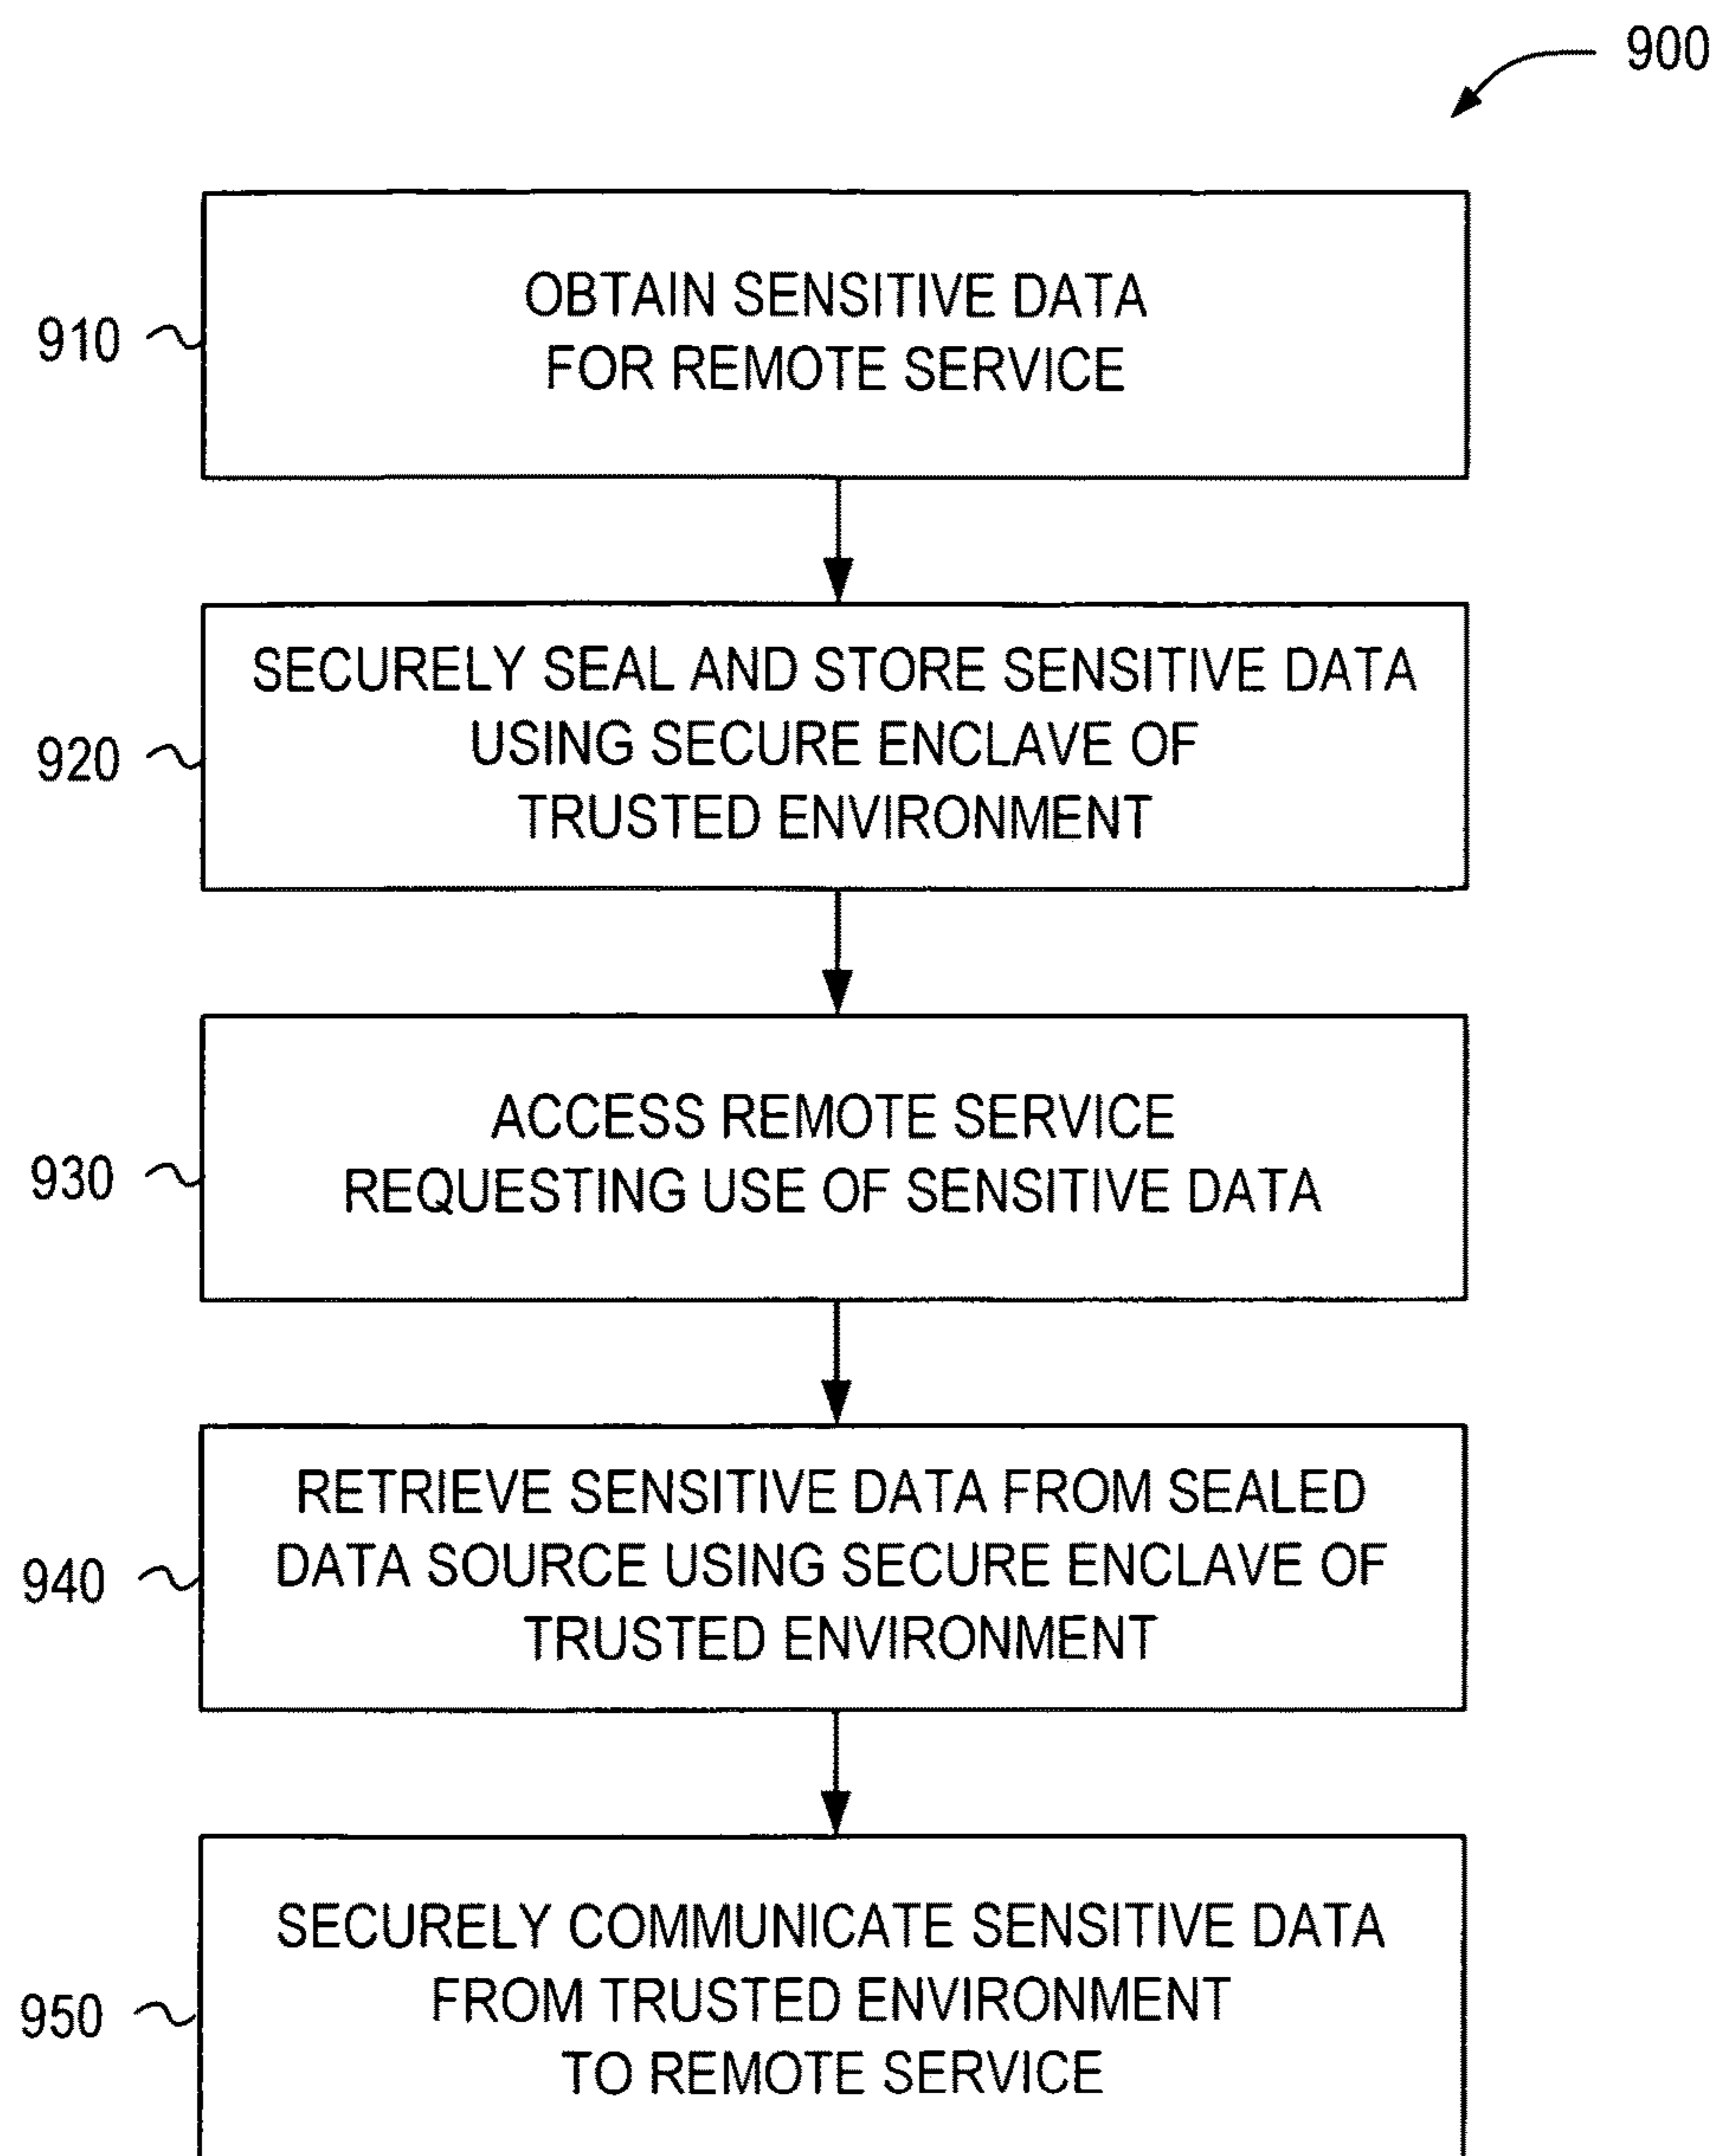 900
910
OBTAIN SENSITIVE DATA
FOR REMOTE SERVICE
920
SECURELY SEAL AND STORE SENSITIVE DATA
USING SECURE ENCLAVE OF
TRUSTED ENVIRONMENT
930
ACCESS REMOTE SERVICE
REQUESTING USE OF SENSITIVE DATA
940
RETRIEVE SENSITIVE DATA FROM SEALED
DATA SOURCE USING SECURE ENCLAVE OF
TRUSTED ENVIRONMENT
950
SECURELY COMMUNICATE SENSITIVE DATA
FROM TRUSTED ENVIRONMENT
TO REMOTE SERVICE